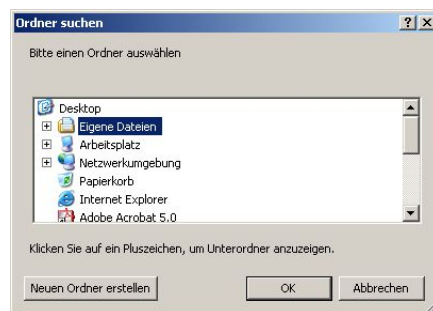 Ordner suchen
Bitte einen Ordner auswählen
Desktop
Eigene Dateien
Arbeitsplatz
Netzwerkumgebung
Papierkorb
Internet Explorer
Adobe Acrobat 5.0
Klicken Sie auf ein Pluszeichen, um Unterordner anzuzeigen.
Neuen Ordner erstellen OK Abbrechen